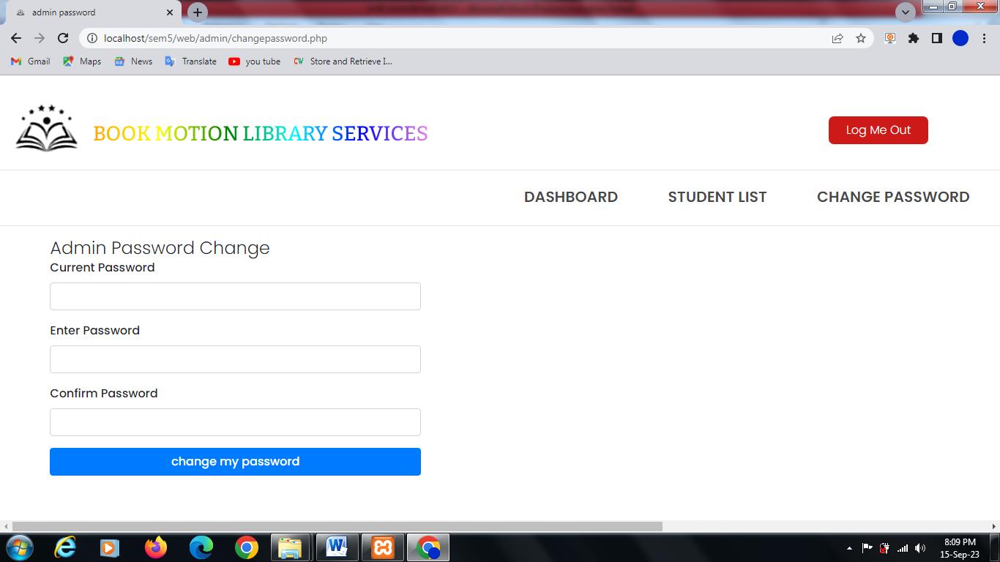 admin password
localhost/sem5/web/admin/changepassword.php
Gmail Maps News Translate you tube Store and Retrieve I...
BOOK MOTION LIBRARY SERVICES
Log Me Out
DASHBOARD STUDENT LIST CHANGE PASSWORD
Admin Password Change
Current Password
Enter Password
Confirm Password
change my password
8:09 PM
15-Sep-23